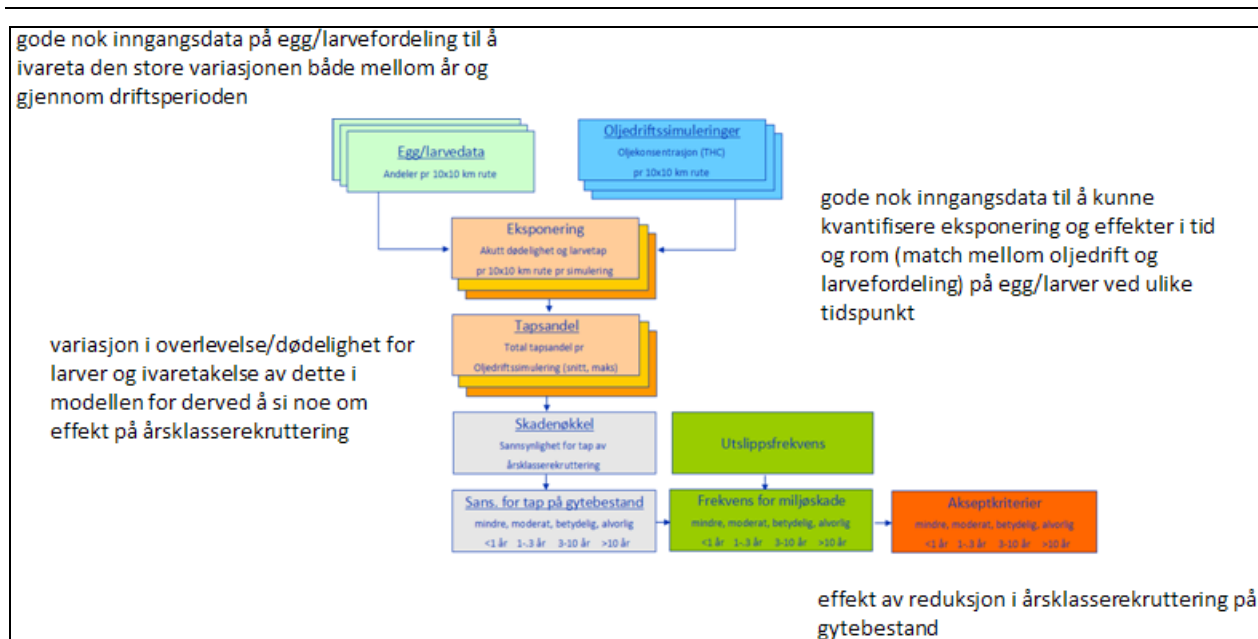 gode nok inngangsdata på egg/larvefordeling til å
ivareta den store variasjonen både mellom år og
gjennom driftsperioden
Egg/larvedata
Andeler pr 10x10 km rute
Oljedriftssimuleringer
Oljekonsentrasjon (THC)
pr 10x10 km rute
gode nok inngangsdata til å kunne
kvantifisere eksponering og effekter i tid
og rom (match mellom oljedrift og
larvefordeling) på egg/larver ved ulike
tidspunkt
Eksponering
Akutt dødelighet og larvetap
pr 10x10 km rute pr simulering
variasjon i overlevelse/dødelighet for
larver og ivaretakelse av dette i
modellen for derved å si noe om
effekt på årsklasserekruttering
Tapsandel
Total tapsandel pr
Oljedriftssimulering (snitt, maks)
Skadenøkkel
Sannsynlighet for tap av
årsklasserekruttering
Utslippsfrekvens
Sans. for tap på gytebestand
mindre, moderat, betydelig, alvorlig
<1 år 1-.3 år 3-10 år >10 år
Frekvens for miljøskade
mindre, moderat, betydelig, alvorlig
<1 år 1-.3 år 3-10 år >10 år
Akseptkriterier
mindre, moderat, betydelig, alvorlig
<1 år 1-.3 år 3-10 år >10 år
effekt av reduksjon i årsklasserekruttering på
gytebestand